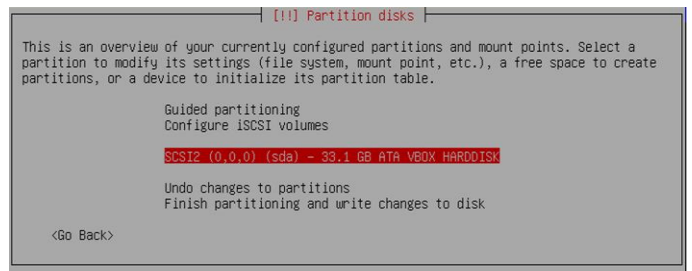 [!!] Partition disks
This is an overview of your currently configured partitions and mount points. Select a
partition to modify its settings (file system, mount point, etc.), a free space to create
partitions, or a device to initialize its partition table.
Guided partitioning
Configure iSCSI volumes
SCSI2 (0,0,0) (sda) - 33.1 GB ATA VBOX HARDDISK
Undo changes to partitions
Finish partitioning and write changes to disk
<Go Back>